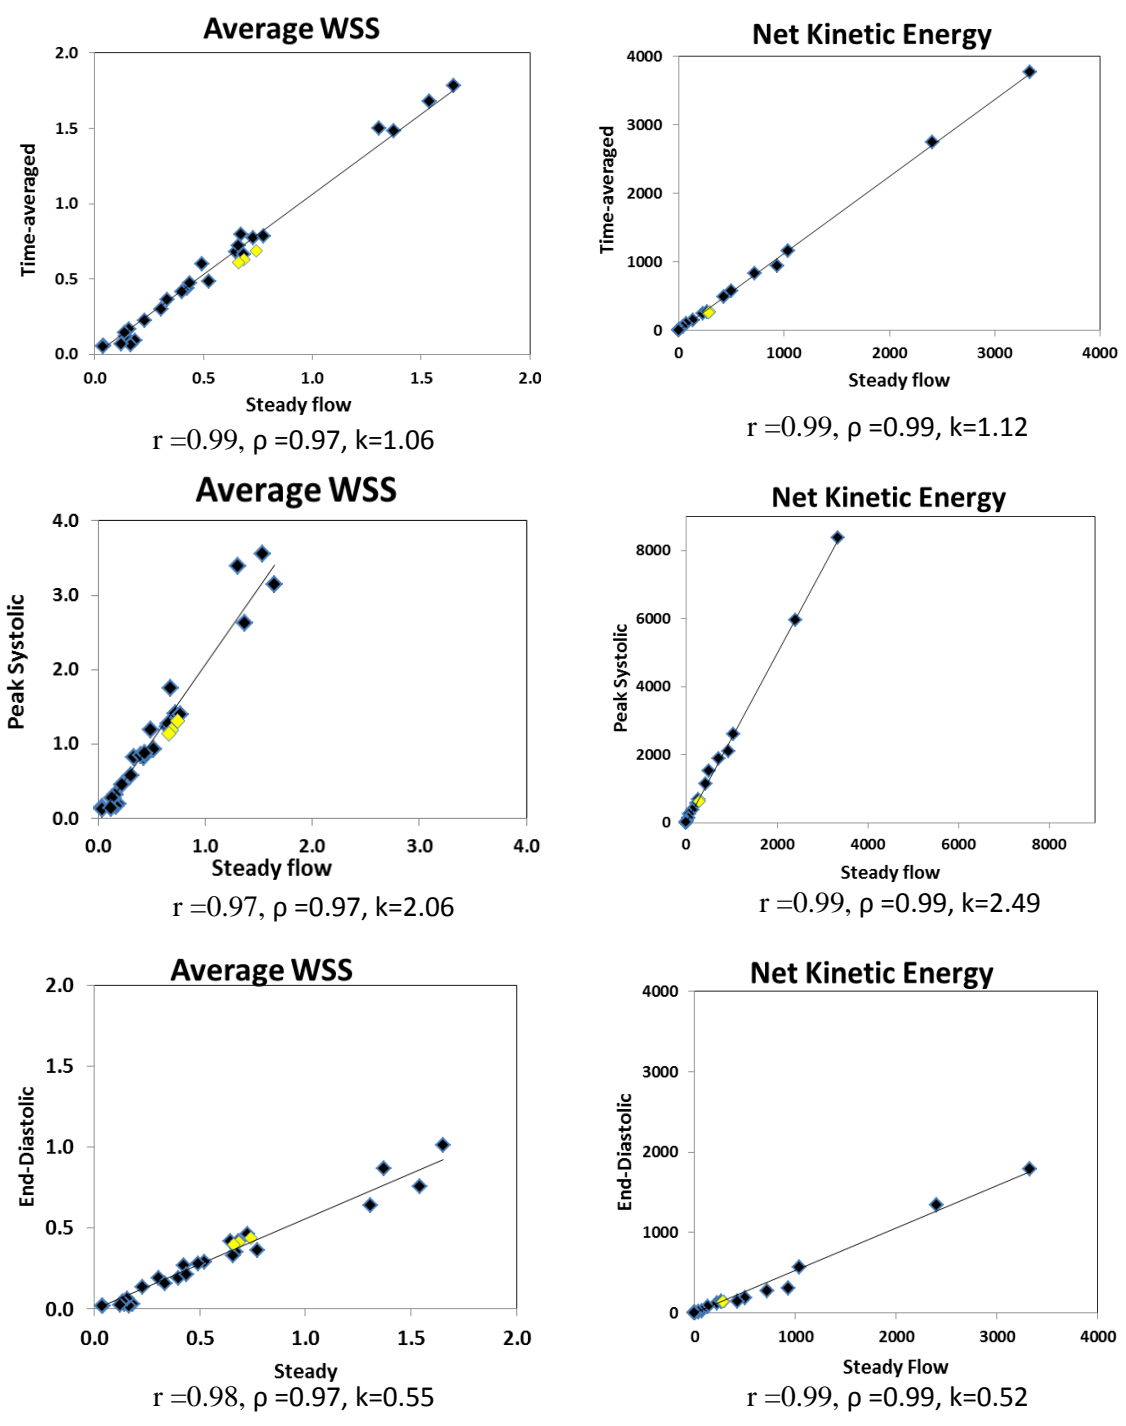 Average WSS
2.0
1.5
1.0
0.5
0.0
Time-averaged
0.0 0.5 1.0 1.5 2.0
Steady flow
r =0.99, ρ =0.97, k=1.06
Net Kinetic Energy
4000
3000
2000
1000
0
Time-averaged
0 1000 2000 3000 4000
Steady flow
r =0.99, ρ =0.99, k=1.12
Average WSS
4.0
3.0
2.0
1.0
0.0
Peak Systolic
0.0 1.0 2.0 3.0 4.0
Steady flow
r =0.97, ρ =0.97, k=2.06
Net Kinetic Energy
8000
6000
4000
2000
0
Peak Systolic
0 2000 4000 6000 8000
Steady flow
r =0.99, ρ =0.99, k=2.49
Average WSS
2.0
1.5
1.0
0.5
0.0
End-Diastolic
0.0 0.5 1.0 1.5 2.0
Steady
r =0.98, ρ =0.97, k=0.55
Net Kinetic Energy
4000
3000
2000
1000
0
End-Diastolic
0 1000 2000 3000 4000
Steady Flow
r =0.99, ρ =0.99, k=0.52